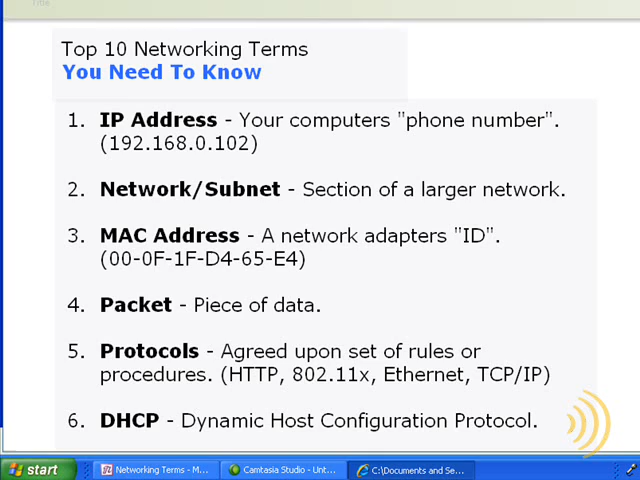 Title
Top 10 Networking Terms
You Need To Know
1. IP Address - Your computers "phone number".
(192.168.0.102)
2. Network/Subnet - Section of a larger network.
3. MAC Address - A network adapters "ID".
(00-0F-1F-D4-65-E4)
4. Packet - Piece of data.
5. Protocols - Agreed upon set of rules or
procedures. (HTTP, 802.11x, Ethernet, TCP/IP)
6. DHCP - Dynamic Host Configuration Protocol.
start Networking Terms - M... Camtasia Studio - Unt... C:\Documents and Se...